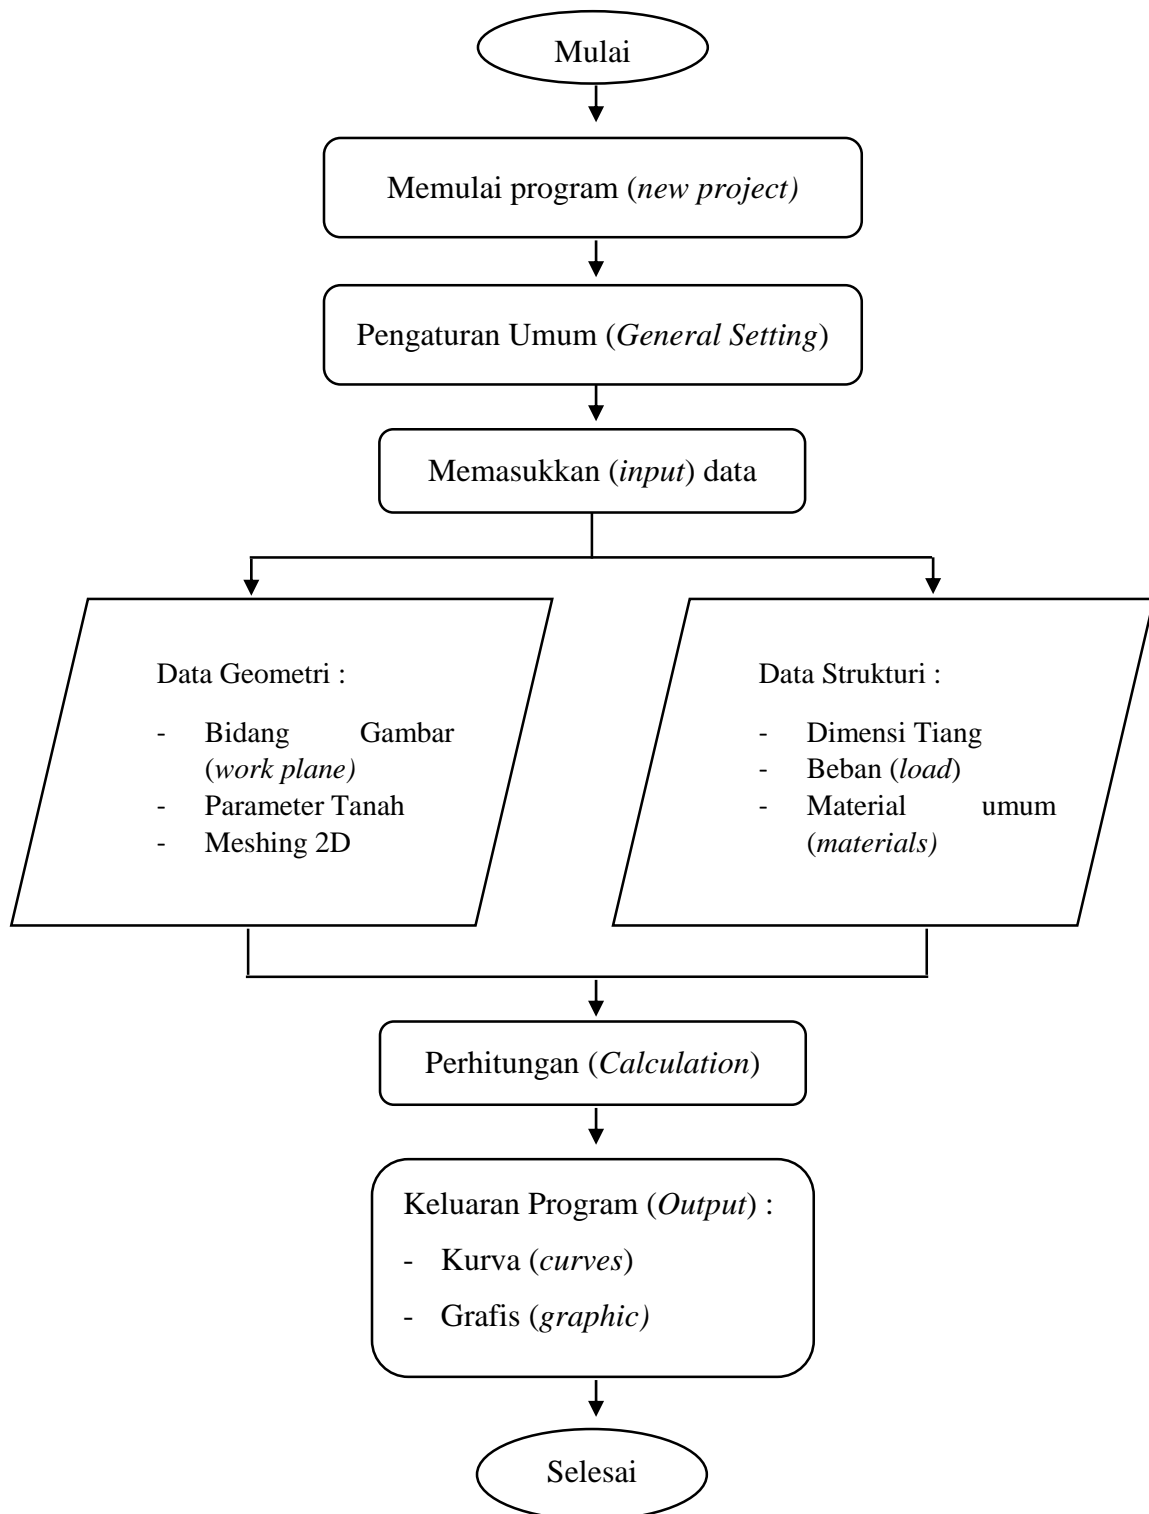 Mulai
Memulai program (new project)
Pengaturan Umum (General Setting)
Memasukkan (input) data
Data Geometri :
- Bidang Gambar
(work plane)
- Parameter Tanah
- Meshing 2D
Data Strukturi :
- Dimensi Tiang
- Beban (load)
- Material umum
(materials)
Perhitungan (Calculation)
Keluaran Program (Output) :
- Kurva (curves)
- Grafis (graphic)
Selesai